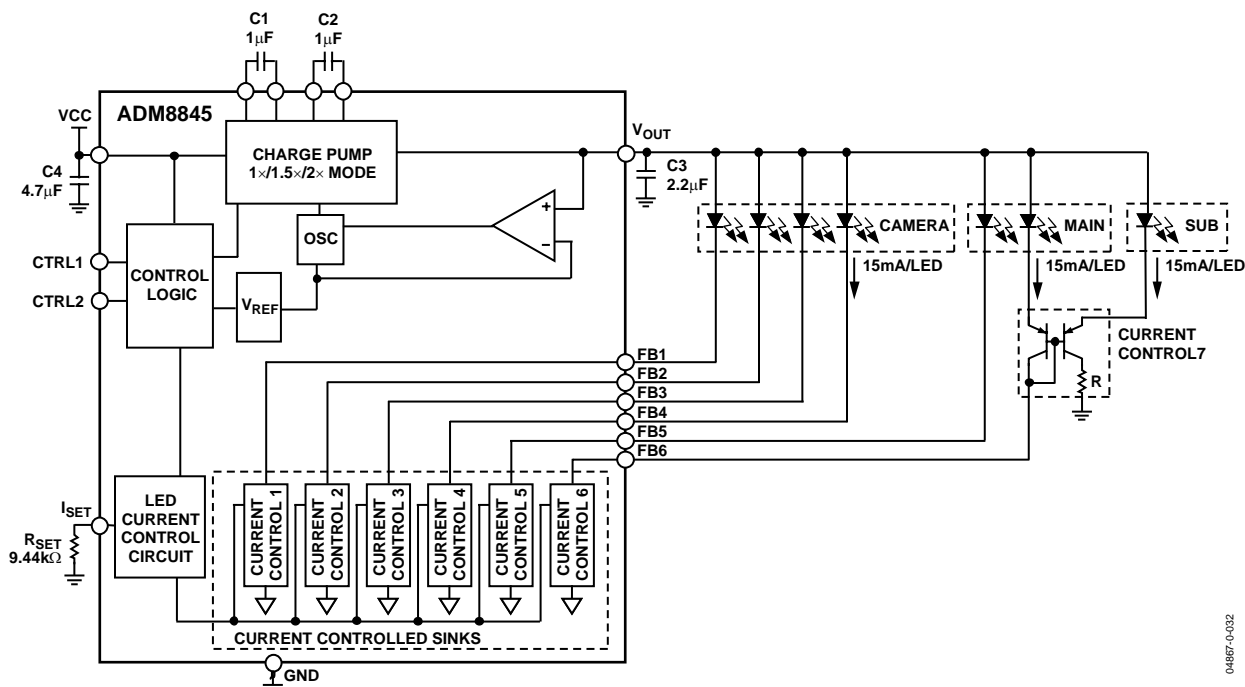 C1
1μF
C2
1μF
ADM8845
VCC
C4
4.7μF
CHARGE PUMP
1×/1.5×/2× MODE
VOUT
C3
2.2μF
OSC
+
–
CAMERA
MAIN
SUB
15mA/LED
15mA/LED
15mA/LED
CTRL1
CTRL2
CONTROL
LOGIC
VREF
CURRENT
CONTROL7
R
FB1
FB2
FB3
FB4
FB5
FB6
ISET
RSET
9.44kΩ
LED
CURRENT
CONTROL
CIRCUIT
CURRENT
CONTROL 1
CURRENT
CONTROL 2
CURRENT
CONTROL 3
CURRENT
CONTROL 4
CURRENT
CONTROL 5
CURRENT
CONTROL 6
CURRENT CONTROLLED SINKS
GND
04867-0-032